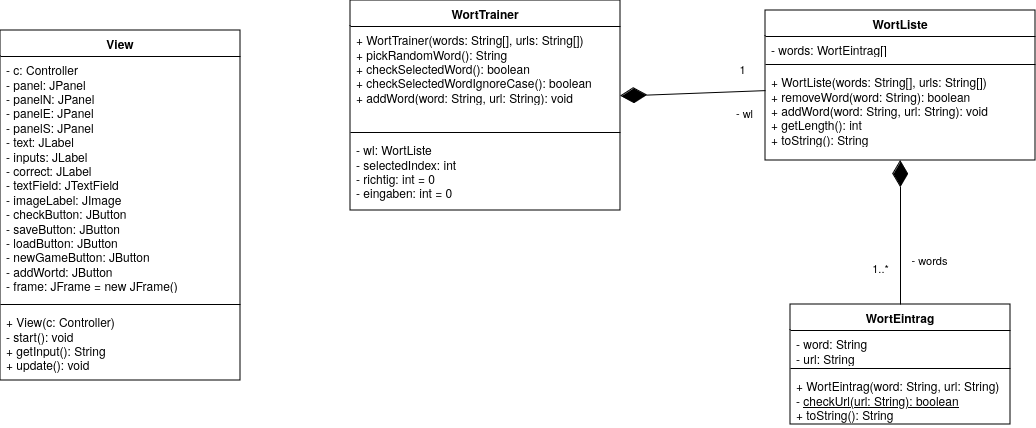 View
- c: Controller
- panel: JPanel
- panelN: JPanel
- panelE: JPanel
- panelS: JPanel
- text: JLabel
- inputs: JLabel
- correct: JLabel
- textField: JTextField
- imageLabel: JImage
- checkButton: JButton
- saveButton: JButton
- loadButton: JButton
- newGameButton: JButton
- addWortd: JButton
- frame: JFrame = new JFrame()
+ View(c: Controller)
- start(): void
+ getInput(): String
+ update(): void
WortTrainer
+ WortTrainer(words: String[], urls: String[])
+ pickRandomWord(): String
+ checkSelectedWord(): boolean
+ checkSelectedWordIgnoreCase(): boolean
+ addWord(word: String, url: String): void
- wl: WortListe
- selectedIndex: int
- richtig: int = 0
- eingaben: int = 0
1
- wl
WortListe
- words: WortEintrag[]
+ WortListe(words: String[], urls: String[])
+ removeWord(word: String): boolean
+ addWord(word: String, url: String): void
+ getLength(): int
+ toString(): String
- words
1..*
WortEintrag
- word: String
- url: String
+ WortEintrag(word: String, url: String)
- checkUrl(url: String): boolean
+ toString(): String